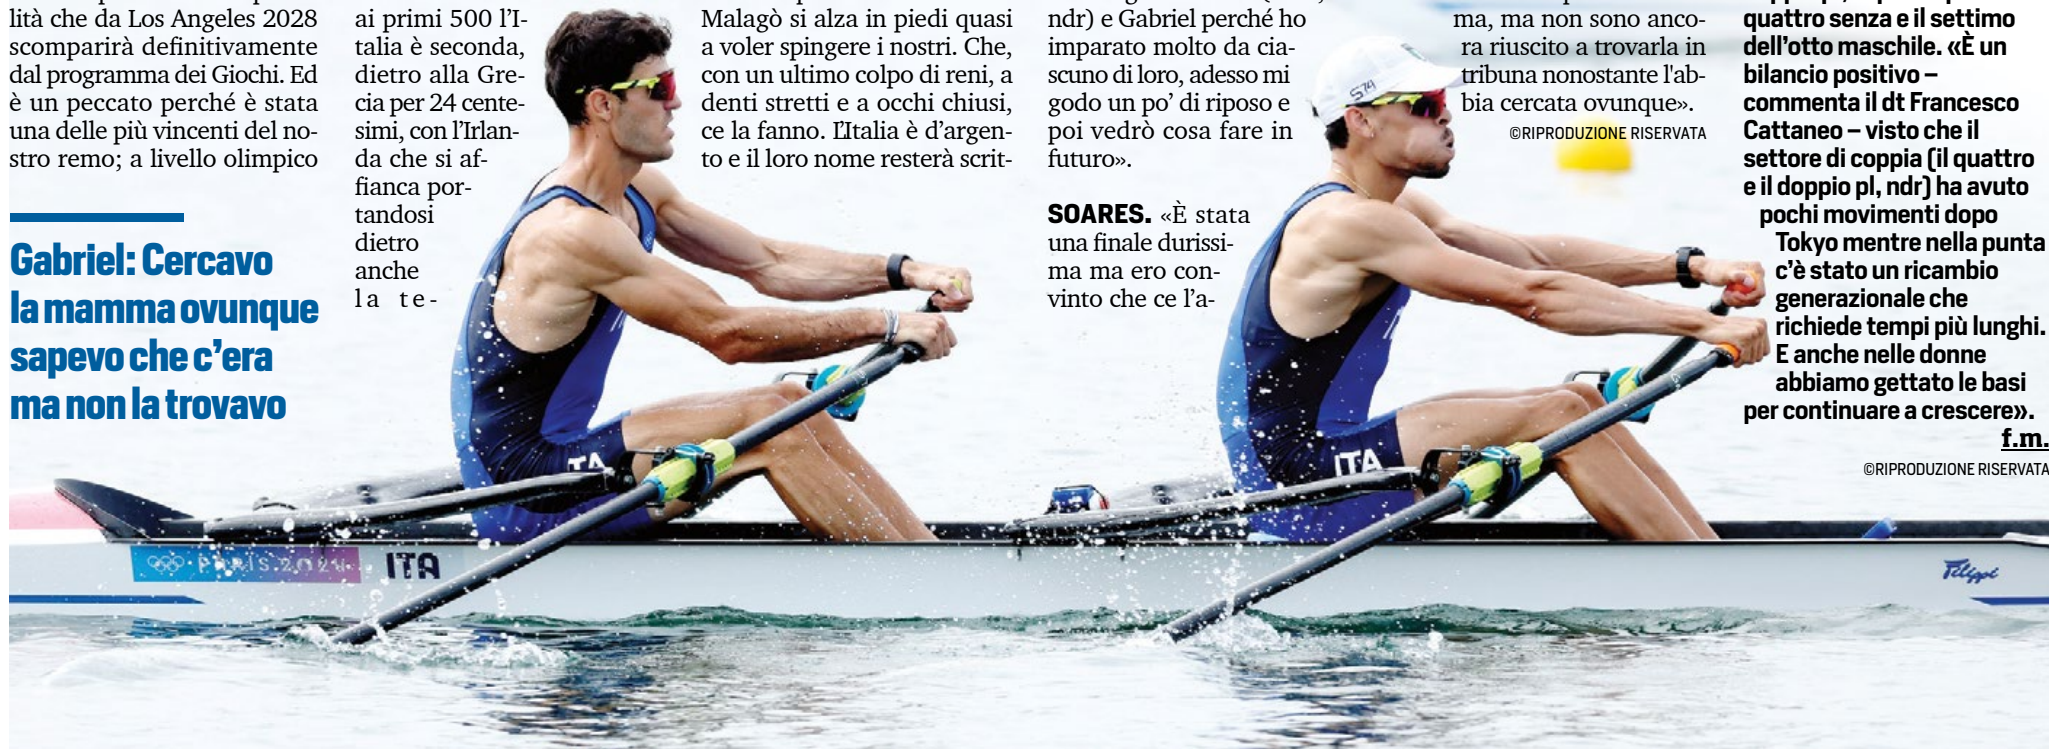 lità che da Los Angeles 2028
scomparirà definitivamente
dal programma dei Giochi. Ed
è un peccato perché è stata
una delle più vincenti del no-
stro remo; a livello olimpico
Gabriel: Cercavo
la mamma ovunque
sapevo che c’era
ma non la trovavo
ai primi 500 l’I-
talia è seconda,
dietro alla Gre-
cia per 24 cente-
simi, con l’Irlan-
da che si af-
fianca por-
tandosi
dietro
anche
la te-
Malagò si alza in piedi quasi
a voler spingere i nostri. Che,
con un ultimo colpo di reni, a
denti stretti e a occhi chiusi,
ce la fanno. L’Italia è d’argen-
to e il loro nome resterà scrit-
ndr) e Gabriel perché ho
imparato molto da cia-
scuno di loro, adesso mi
godo un po’ di riposo e
poi vedrò cosa fare in
futuro».
SOARES. «È stata
una finale durissi-
ma ma ero con-
vinto che ce l’a-
ma, ma non sono anco-
ra riuscito a trovarla in
tribuna nonostante l'ab-
bia cercata ovunque».
©RIPRODUZIONE RISERVATA
quattro senza e il settimo
dell’otto maschile. «È un
bilancio positivo –
commenta il dt Francesco
Cattaneo – visto che il
settore di coppia (il quattro
e il doppio pl, ndr) ha avuto
pochi movimenti dopo
Tokyo mentre nella punta
c’è stato un ricambio
generazionale che
richiede tempi più lunghi.
E anche nelle donne
abbiamo gettato le basi
per continuare a crescere».
f.m.
©RIPRODUZIONE RISERVATA
S74
ITA
ITA
PARIS 2024
ITA
Filippi